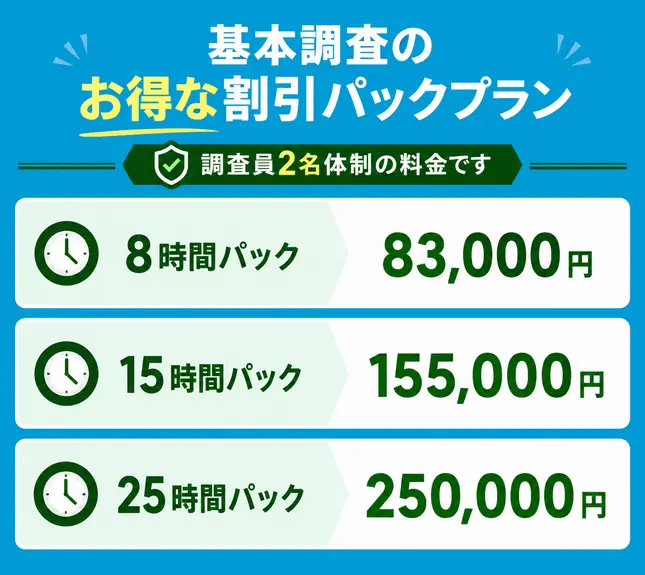 基本調査の
お得な割引パックプラン
調査員2名体制の料金です
8時間パック 83,000円
15時間パック 155,000円
25時間パック 250,000円